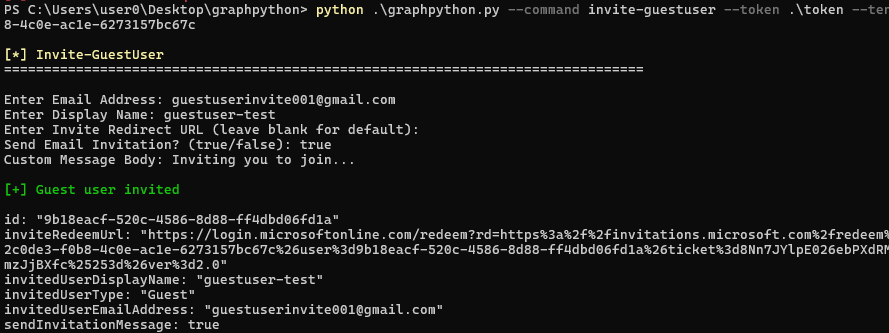 PS C:\Users\user0\Desktop\graphpython> python .\graphpython.py --command invite-guestuser --token .\token --ten
8-4c0e-ac1e-6273157bc67c
[*] Invite-GuestUser
================================================================================
Enter Email Address: guestuserinvite001@gmail.com
Enter Display Name: guestuser-test
Enter Invite Redirect URL (leave blank for default):
Send Email Invitation? (true/false): true
Custom Message Body: Inviting you to join...
[+] Guest user invited
id: "9b18eacf-520c-4586-8d88-ff4dbd06fd1a"
inviteRedeemUrl: "https://login.microsoftonline.com/redeem?rd=https%3a%2f%2finvitations.microsoft.com%2fredeem%
2c0de3-f0b8-4c0e-ac1e-6273157bc67c%26user%3d9b18eacf-520c-4586-8d88-ff4dbd06fd1a%26ticket%3d8Nn7JYlpE026ebPXdRM
mzJjBXfc%25253d%26ver%3d2.0"
invitedUserDisplayName: "guestuser-test"
invitedUserType: "Guest"
invitedUserEmailAddress: "guestuserinvite001@gmail.com"
sendInvitationMessage: true